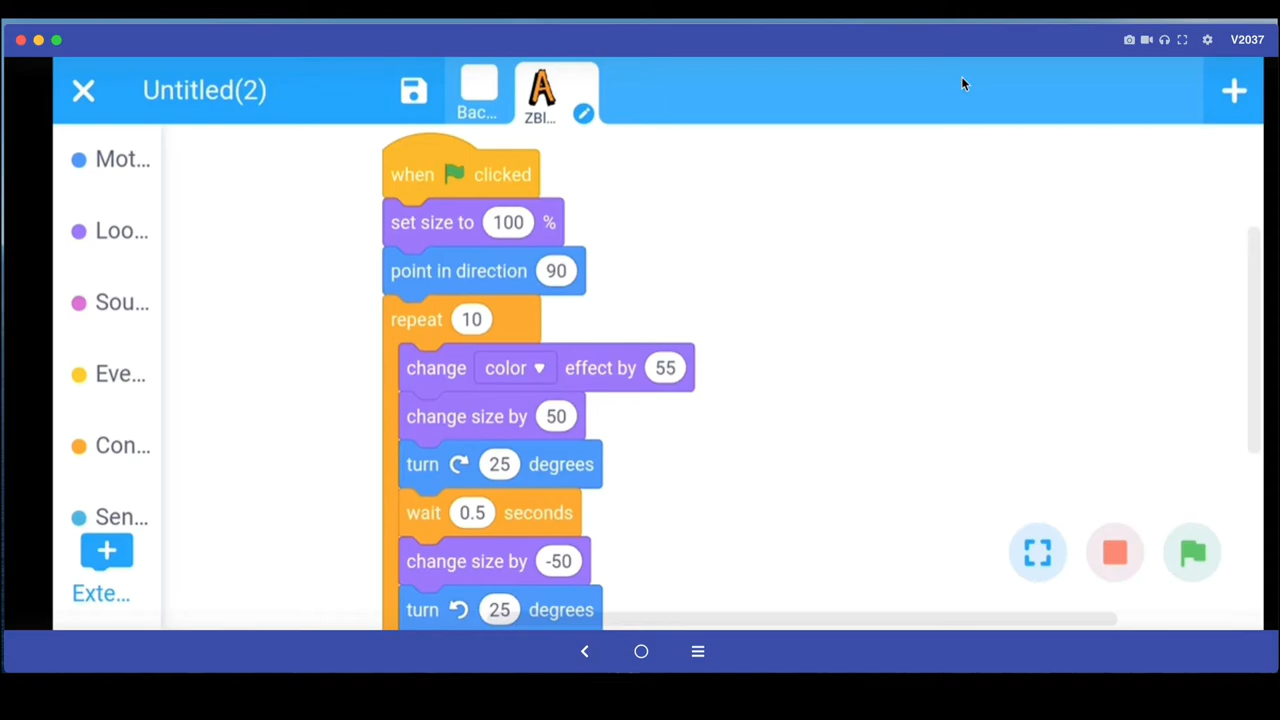 V2037
Untitled(2)
Bac...
ZBl...
Mot...
Loo...
Sou...
Eve...
Con...
Sen...
Exte...
when clicked
set size to 100 %
point in direction 90
repeat 10
change color ▼ effect by 55
change size by 50
turn 25 degrees
wait 0.5 seconds
change size by -50
turn 25 degrees